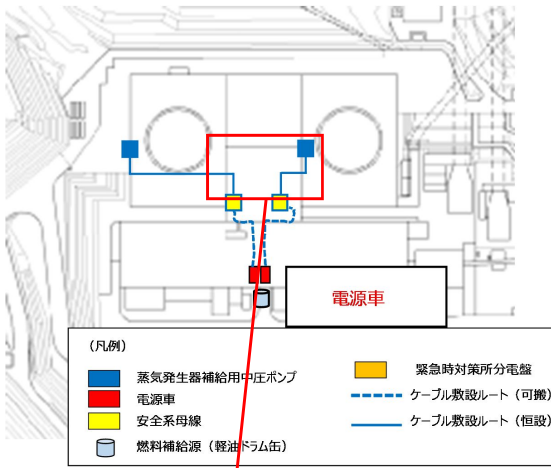 電源車
(凡例)
蒸気発生器補給用中圧ポンプ
電源車
安全系母線
燃料補給源（軽油ドラム缶）
緊急時対策所分電盤
ケーブル敷設ルート（可搬）
ケーブル敷設ルート（恒設）